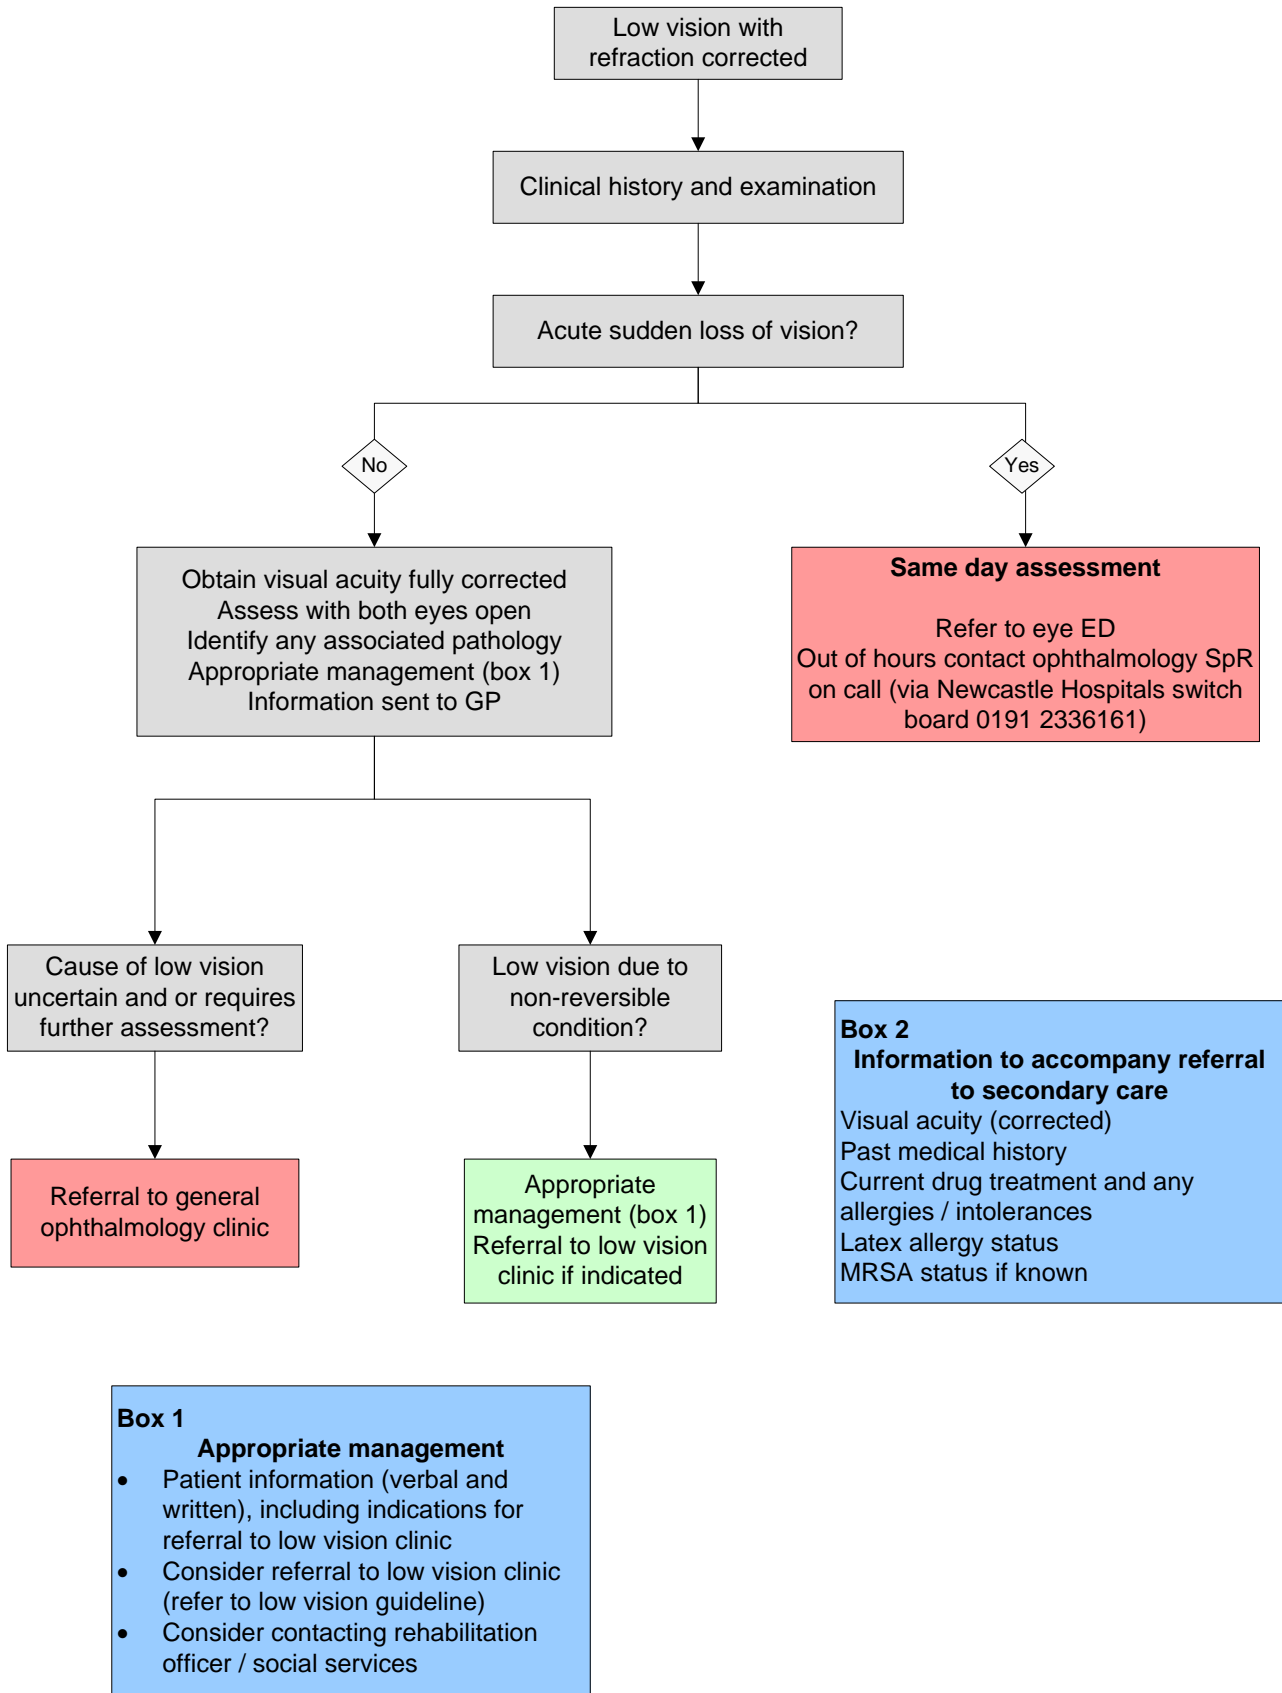 Low vision with
refraction corrected
Clinical history and examination
Acute sudden loss of vision?
No
Yes
Obtain visual acuity fully corrected
Assess with both eyes open
Identify any associated pathology
Appropriate management (box 1)
Information sent to GP
Same day assessment
Refer to eye ED
Out of hours contact ophthalmology SpR
on call (via Newcastle Hospitals switch
board 0191 2336161)
Cause of low vision
uncertain and or requires
further assessment?
Low vision due to
non-reversible
condition?
Referral to general
ophthalmology clinic
Appropriate
management (box 1)
Referral to low vision
clinic if indicated
Box 2
Information to accompany referral
to secondary care
Visual acuity (corrected)
Past medical history
Current drug treatment and any
allergies / intolerances
Latex allergy status
MRSA status if known
Box 1
Appropriate management
• Patient information (verbal and
written), including indications for
referral to low vision clinic
• Consider referral to low vision clinic
(refer to low vision guideline)
• Consider contacting rehabilitation
officer / social services